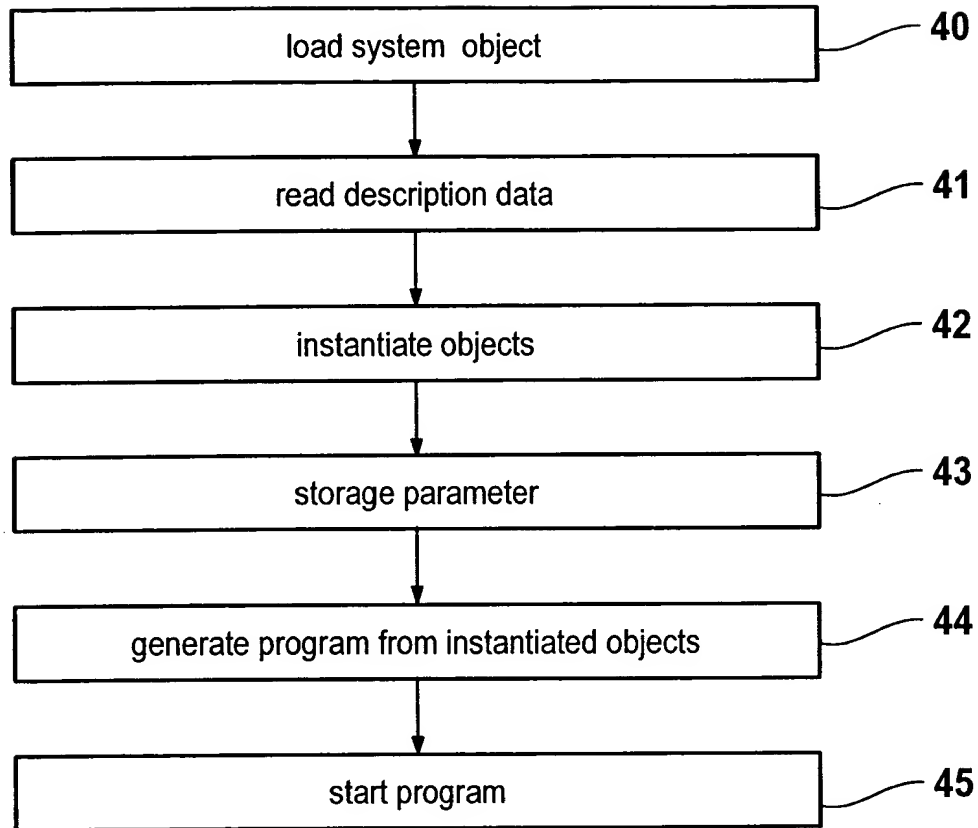 load system object 40
read description data 41
instantiate objects 42
storage parameter 43
generate program from instantiated objects 44
start program 45